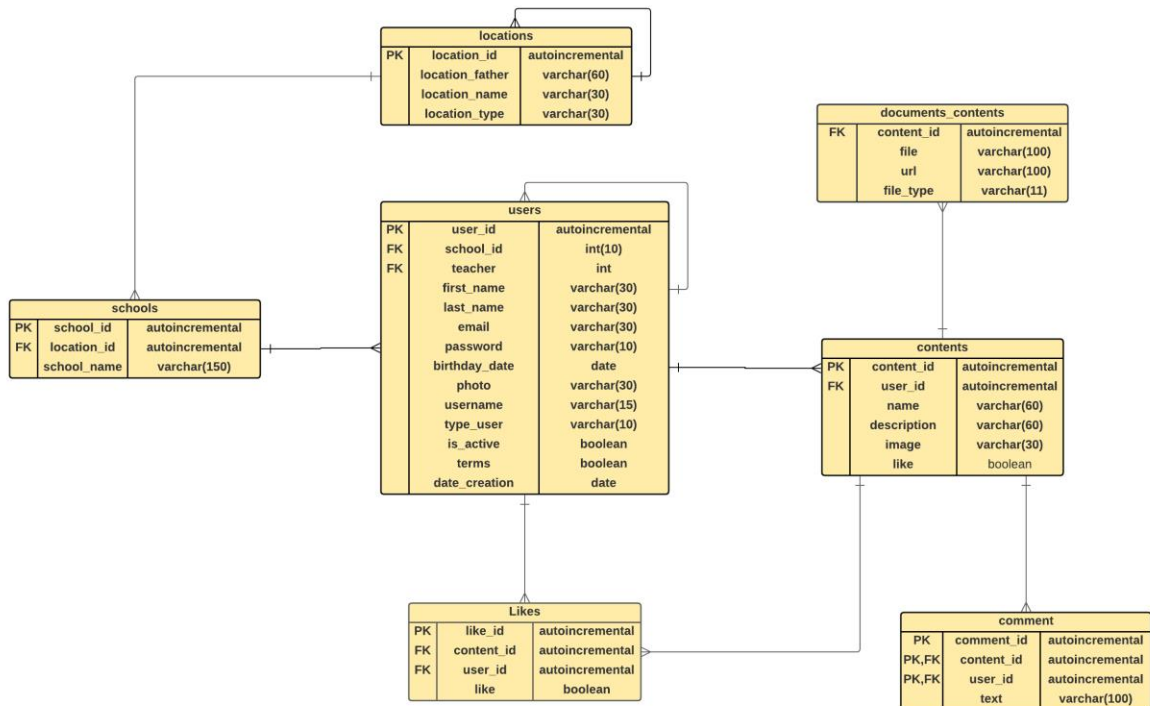 locations
PK location_id autoincremental
location_father varchar(60)
location_name varchar(30)
location_type varchar(30)
documents_contents
FK content_id autoincremental
file varchar(100)
url varchar(100)
file_type varchar(11)
users
PK user_id autoincremental
FK school_id int(10)
FK teacher int
first_name varchar(30)
last_name varchar(30)
email varchar(30)
password varchar(10)
birthday_date date
photo varchar(30)
username varchar(15)
type_user varchar(10)
is_active boolean
terms boolean
date_creation date
schools
PK school_id autoincremental
FK location_id autoincremental
school_name varchar(150)
contents
PK content_id autoincremental
FK user_id autoincremental
name varchar(60)
description varchar(60)
image varchar(30)
like boolean
Likes
PK like_id autoincremental
FK content_id autoincremental
FK user_id autoincremental
like boolean
comment
PK comment_id autoincremental
PK,FK content_id autoincremental
PK,FK user_id autoincremental
text varchar(100)